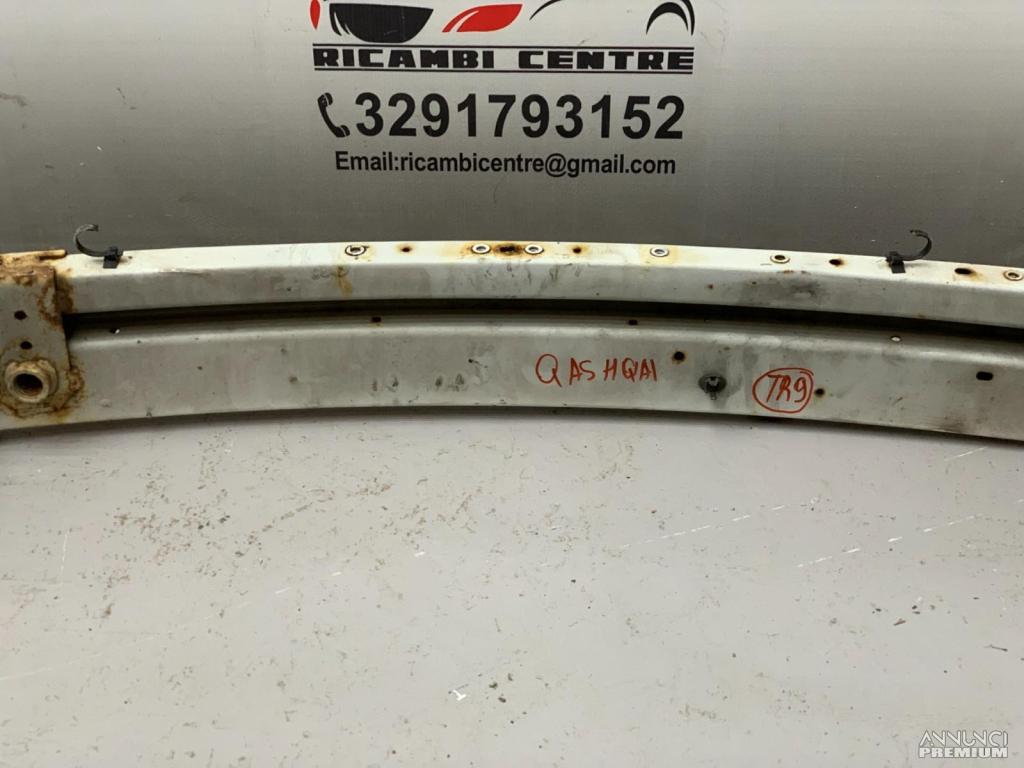 RICAMBI CENTRE
3291793152
Email:ricambicentre@gmail.com
QASHQAI
TR9
ANNUNCI
PREMIUM